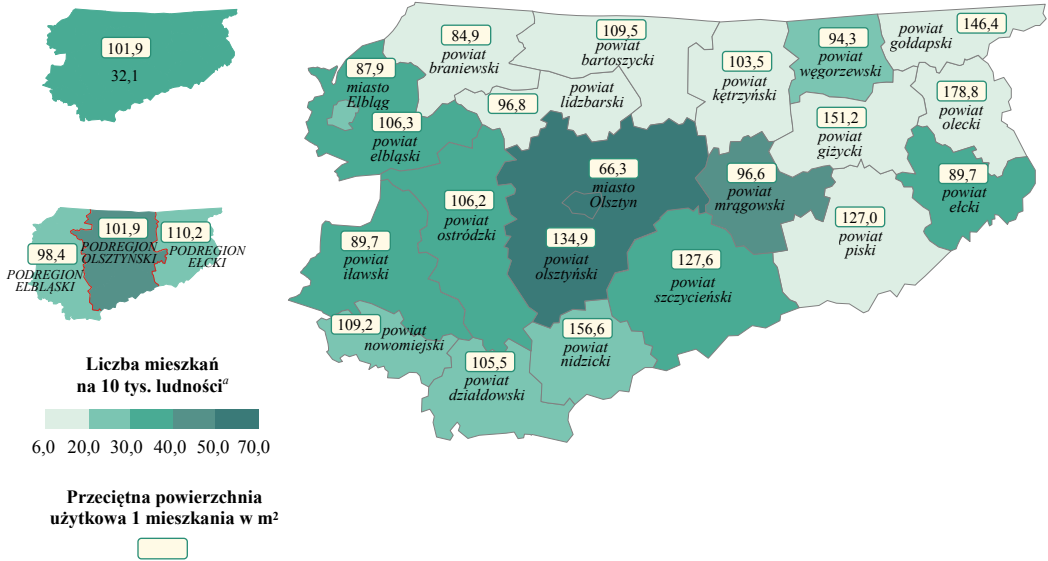 101,9
32,1
98,4
PODREGION
ELBLĄSKI
101,9
PODREGION
OLSZTYŃSKI
110,2
PODREGION
EŁCKI
Liczba mieszkań
na 10 tys. ludności^a
6,0 20,0 30,0 40,0 50,0 70,0
Przeciętna powierzchnia
użytkowa 1 mieszkania w m²
84,9
powiat
braniewski
109,5
powiat
bartoszycki
146,4
powiat
gołdapski
94,3
powiat
węgorzewski
103,5
powiat
kętrzyński
87,9
miasto
Elbląg
96,8
powiat
lidzbarski
178,8
powiat
olecki
151,2
powiat
giżycki
106,3
powiat
elbląski
66,3
miasto
Olsztyn
96,6
powiat
mrągowski
89,7
powiat
ełcki
106,2
powiat
ostródzki
127,0
powiat
piski
89,7
powiat
iławski
134,9
powiat
olsztyński
127,6
powiat
szczycieński
109,2
powiat
nowomiejski
156,6
powiat
nidzicki
105,5
powiat
działdowski